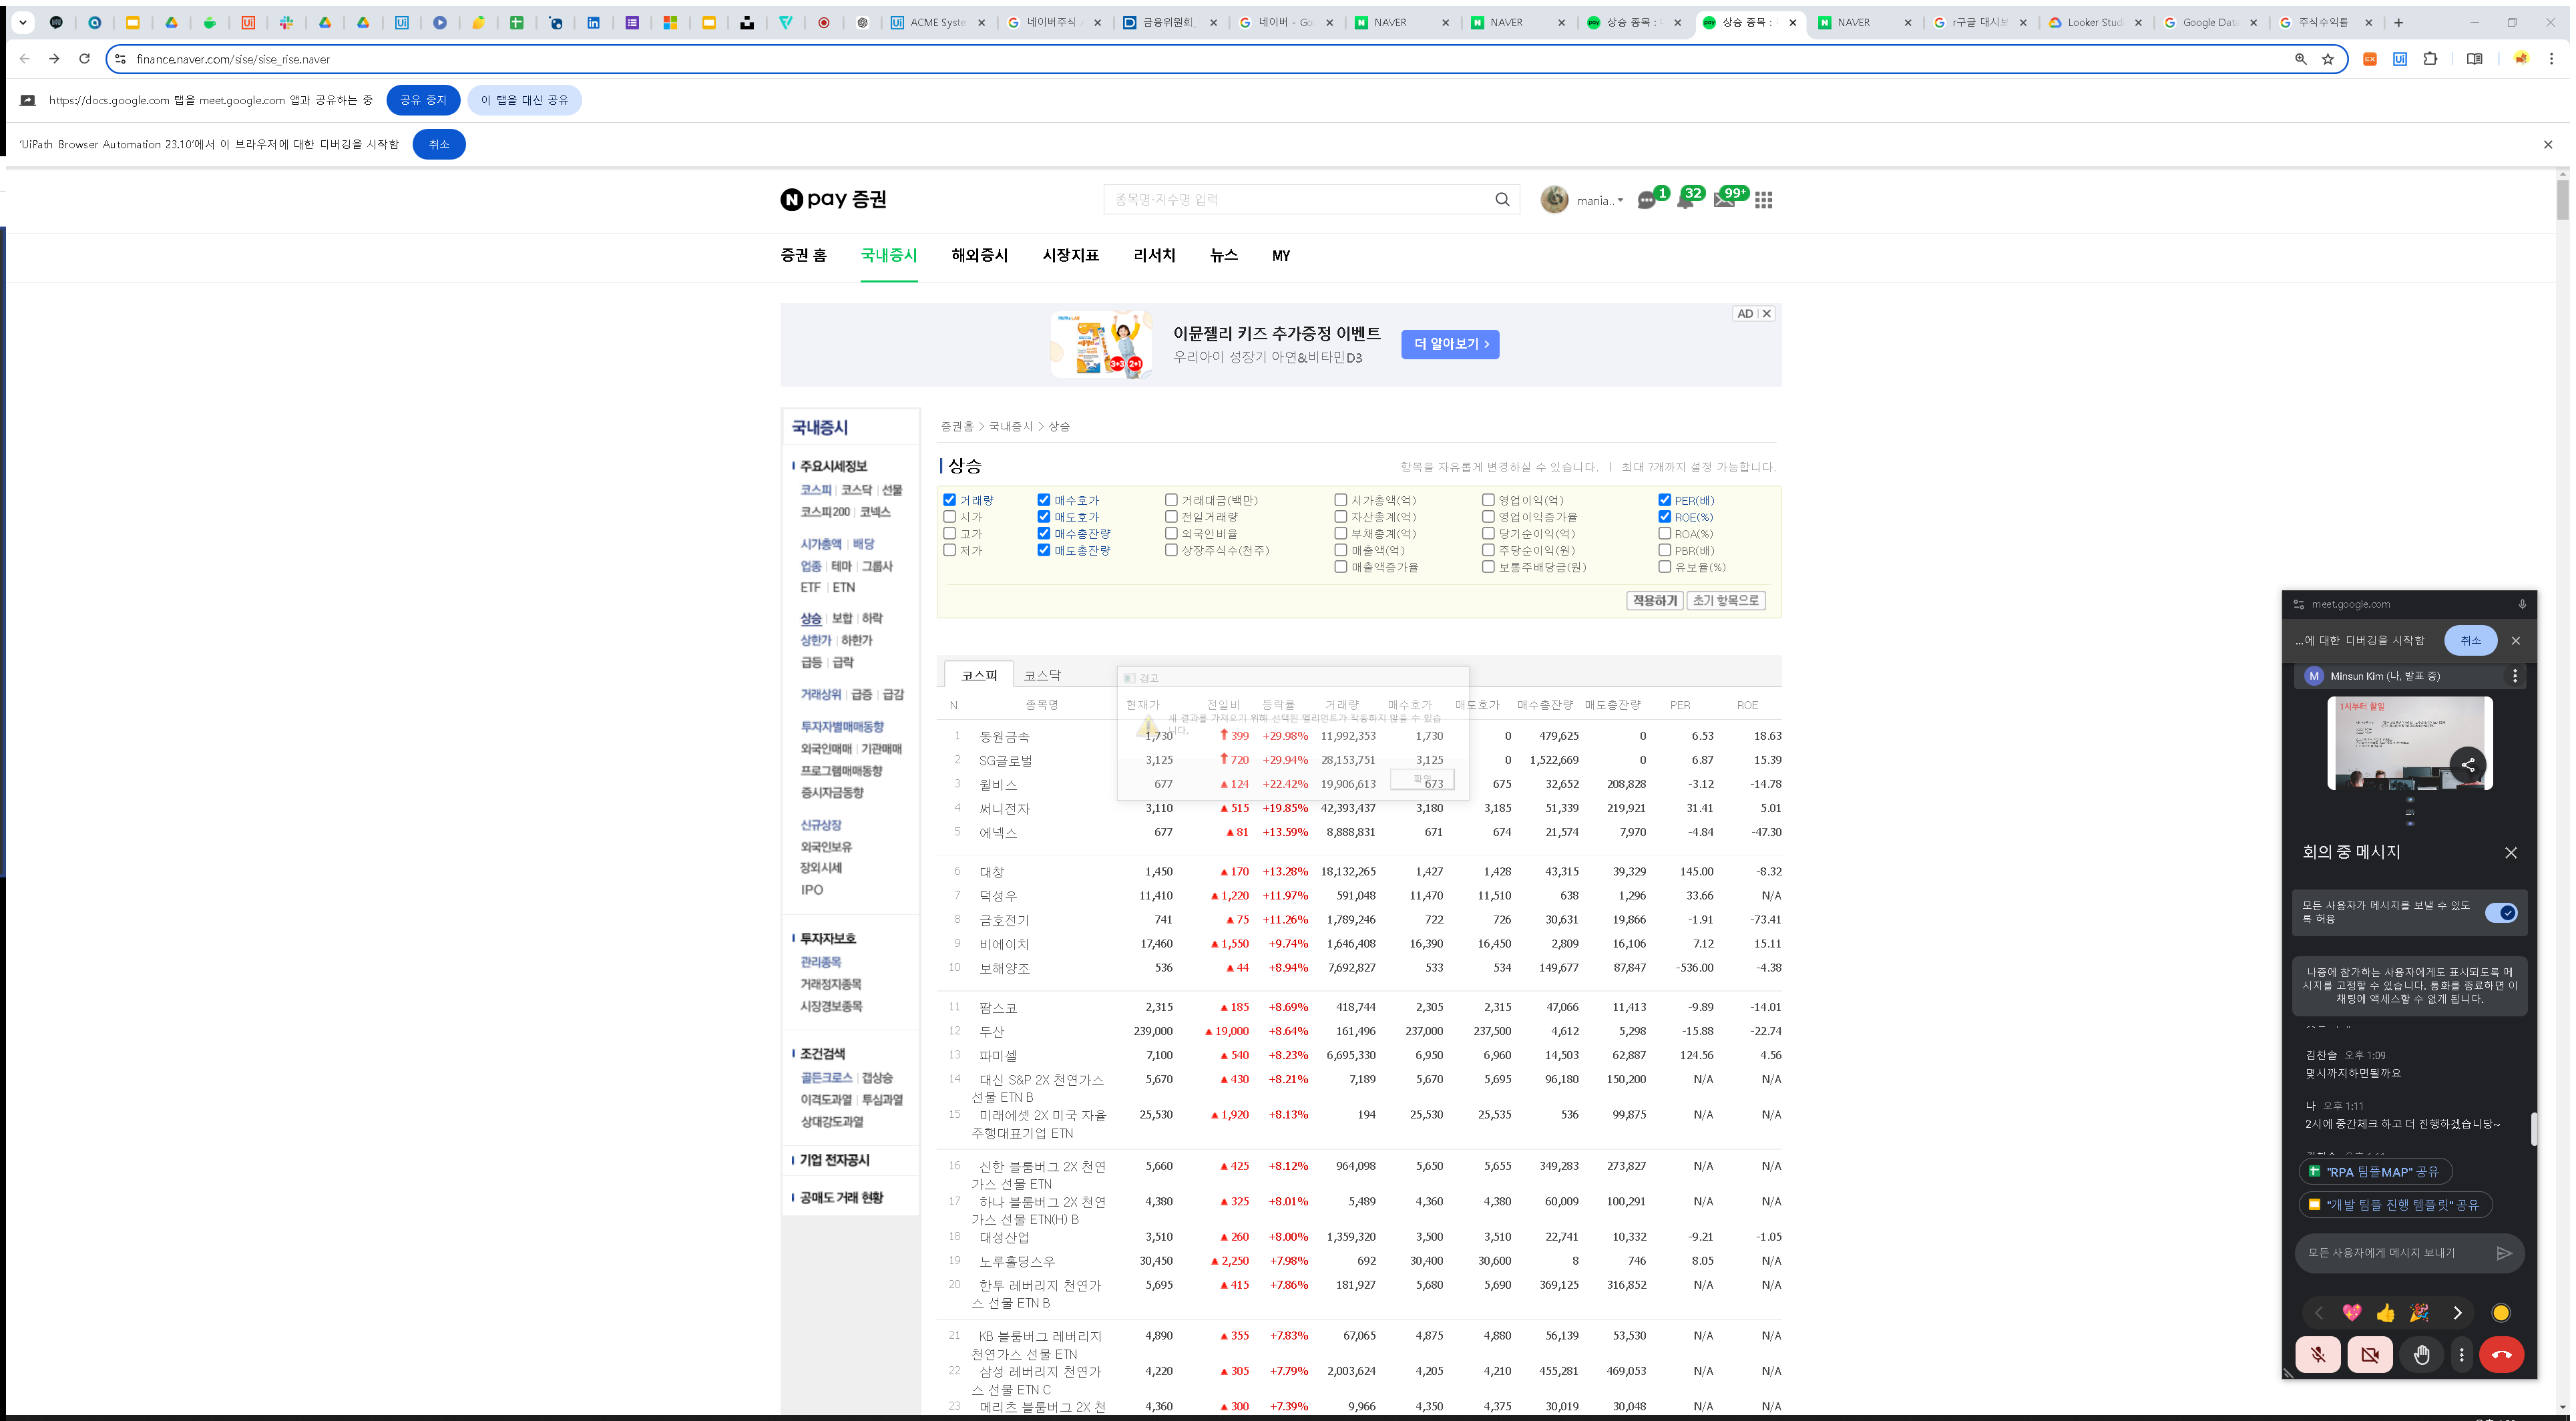 ACME Syste
네이버주식
금융위원회_
네이버 - Go
NAVER
NAVER
상승 종목 :
상승 종목 :
NAVER
r구글 대시보
Looker Stud
Google Data
주식수익률
finance.naver.com/sise/sise_rise.naver
https://docs.google.com 탭을 meet.google.com 앱과 공유하는 중 공유 중지 이 탭을 대신 공유
'UiPath Browser Automation 23.10'에서 이 브라우저에 대한 디버깅을 시작함 취소
N pay 증권
종목명·지수명 입력
mania.. 1 32 99+
증권 홈 국내증시 해외증시 시장지표 리서치 뉴스 MY
이뮨젤리 키즈 추가증정 이벤트
우리아이 성장기 아연&비타민D3
더 알아보기 >
AD
3+3 2+1
국내증시
주요시세정보
코스피 | 코스닥 | 선물
코스피200 | 코넥스
시가총액 | 배당
업종 | 테마 | 그룹사
ETF | ETN
상승 | 보합 | 하락
상한가 | 하한가
급등 | 급락
거래상위 | 급증 | 급감
투자자별매매동향
외국인매매 | 기관매매
프로그램매매동향
증시자금동향
신규상장
외국인보유
장외시세
IPO
투자자보호
관리종목
거래정지종목
시장경보종목
조건검색
골든크로스 | 갭상승
이격도과열 | 투심과열
상대강도과열
기업 전자공시
공매도 거래 현황
증권홈 > 국내증시 > 상승
상승
항목을 자유롭게 변경하실 수 있습니다. | 최대 7개까지 설정 가능합니다.
거래량 매수호가 거래대금(백만) 시가총액(억) 영업이익(억) PER(배)
시가 매도호가 전일거래량 자산총계(억) 영업이익증가율 ROE(%)
고가 매수총잔량 외국인비율 부채총계(억) 당기순이익(억) ROA(%)
저가 매도총잔량 상장주식수(천주) 매출액(억) 주당순이익(원) PBR(배)
매출액증가율 보통주배당금(원) 유보율(%)
적용하기 초기 항목으로
코스피 코스닥
경고
새 결과를 가져오기 위해 선택된 엘리먼트가 작동하지 않을 수 있습
니다.
확인
N 종목명 현재가 전일비 등락률 거래량 매수호가 매도호가 매수총잔량 매도총잔량 PER ROE
1 동원금속 1,730 399 +29.98% 11,992,353 1,730 0 479,625 0 6.53 18.63
2 SG글로벌 3,125 720 +29.94% 28,153,751 3,125 0 1,522,669 0 6.87 15.39
3 윌비스 677 124 +22.42% 19,906,613 673 675 32,652 208,828 -3.12 -14.78
4 써니전자 3,110 515 +19.85% 42,393,437 3,180 3,185 51,339 219,921 31.41 5.01
5 에넥스 677 81 +13.59% 8,888,831 671 674 21,574 7,970 -4.84 -47.30
6 대창 1,450 170 +13.28% 18,132,265 1,427 1,428 43,315 39,329 145.00 -8.32
7 덕성우 11,410 1,220 +11.97% 591,048 11,470 11,510 638 1,296 33.66 N/A
8 금호전기 741 75 +11.26% 1,789,246 722 726 30,631 19,866 -1.91 -73.41
9 비에이치 17,460 1,550 +9.74% 1,646,408 16,390 16,450 2,809 16,106 7.12 15.11
10 보해양조 536 44 +8.94% 7,692,827 533 534 149,677 87,847 -536.00 -4.38
11 팜스코 2,315 185 +8.69% 418,744 2,305 2,315 47,066 11,413 -9.89 -14.01
12 두산 239,000 19,000 +8.64% 161,496 237,000 237,500 4,612 5,298 -15.88 -22.74
13 파미셀 7,100 540 +8.23% 6,695,330 6,950 6,960 14,503 62,887 124.56 4.56
14 대신 S&P 2X 천연가스 5,670 430 +8.21% 7,189 5,670 5,695 96,180 150,200 N/A N/A
선물 ETN B
15 미래에셋 2X 미국 자율 25,530 1,920 +8.13% 194 25,530 25,535 536 99,875 N/A N/A
주행대표기업 ETN
16 신한 블룸버그 2X 천연 5,660 425 +8.12% 964,098 5,650 5,655 349,283 273,827 N/A N/A
가스 선물 ETN
17 하나 블룸버그 2X 천연 4,380 325 +8.01% 5,489 4,360 4,380 60,009 100,291 N/A N/A
가스 선물 ETN(H) B
18 대성산업 3,510 260 +8.00% 1,359,320 3,500 3,510 22,741 10,332 -9.21 -1.05
19 노루홀딩스우 30,450 2,250 +7.98% 692 30,400 30,600 8 746 8.05 N/A
20 한투 레버리지 천연가 5,695 415 +7.86% 181,927 5,680 5,690 369,125 316,852 N/A N/A
스 선물 ETN B
21 KB 블룸버그 레버리지 4,890 355 +7.83% 67,065 4,875 4,880 56,139 53,530 N/A N/A
천연가스 선물 ETN
22 삼성 레버리지 천연가 4,220 305 +7.79% 2,003,624 4,205 4,210 455,281 469,053 N/A N/A
스 선물 ETN C
23 메리츠 블룸버그 2X 천 4,360 300 +7.39% 9,966 4,350 4,375 30,019 30,048 N/A N/A
meet.google.com
...에 대한 디버깅을 시작함 취소
M Minsun Kim (나, 발표 중)
1시부터 할일
회의 중 메시지
모든 사용자가 메시지를 보낼 수 있도
록 허용
나중에 참가하는 사용자에게도 표시되도록 메
시지를 고정할 수 있습니다. 통화를 종료하면 이
채팅에 액세스할 수 없게 됩니다.
김찬솔 오후 1:09
몇시까지하면될까요
나 오후 1:11
2시에 중간체크 하고 더 진행하겠습니당~
"RPA 팀플MAP" 공유
"개발 팀플 진행 템플릿" 공유
모든 사용자에게 메시지 보내기